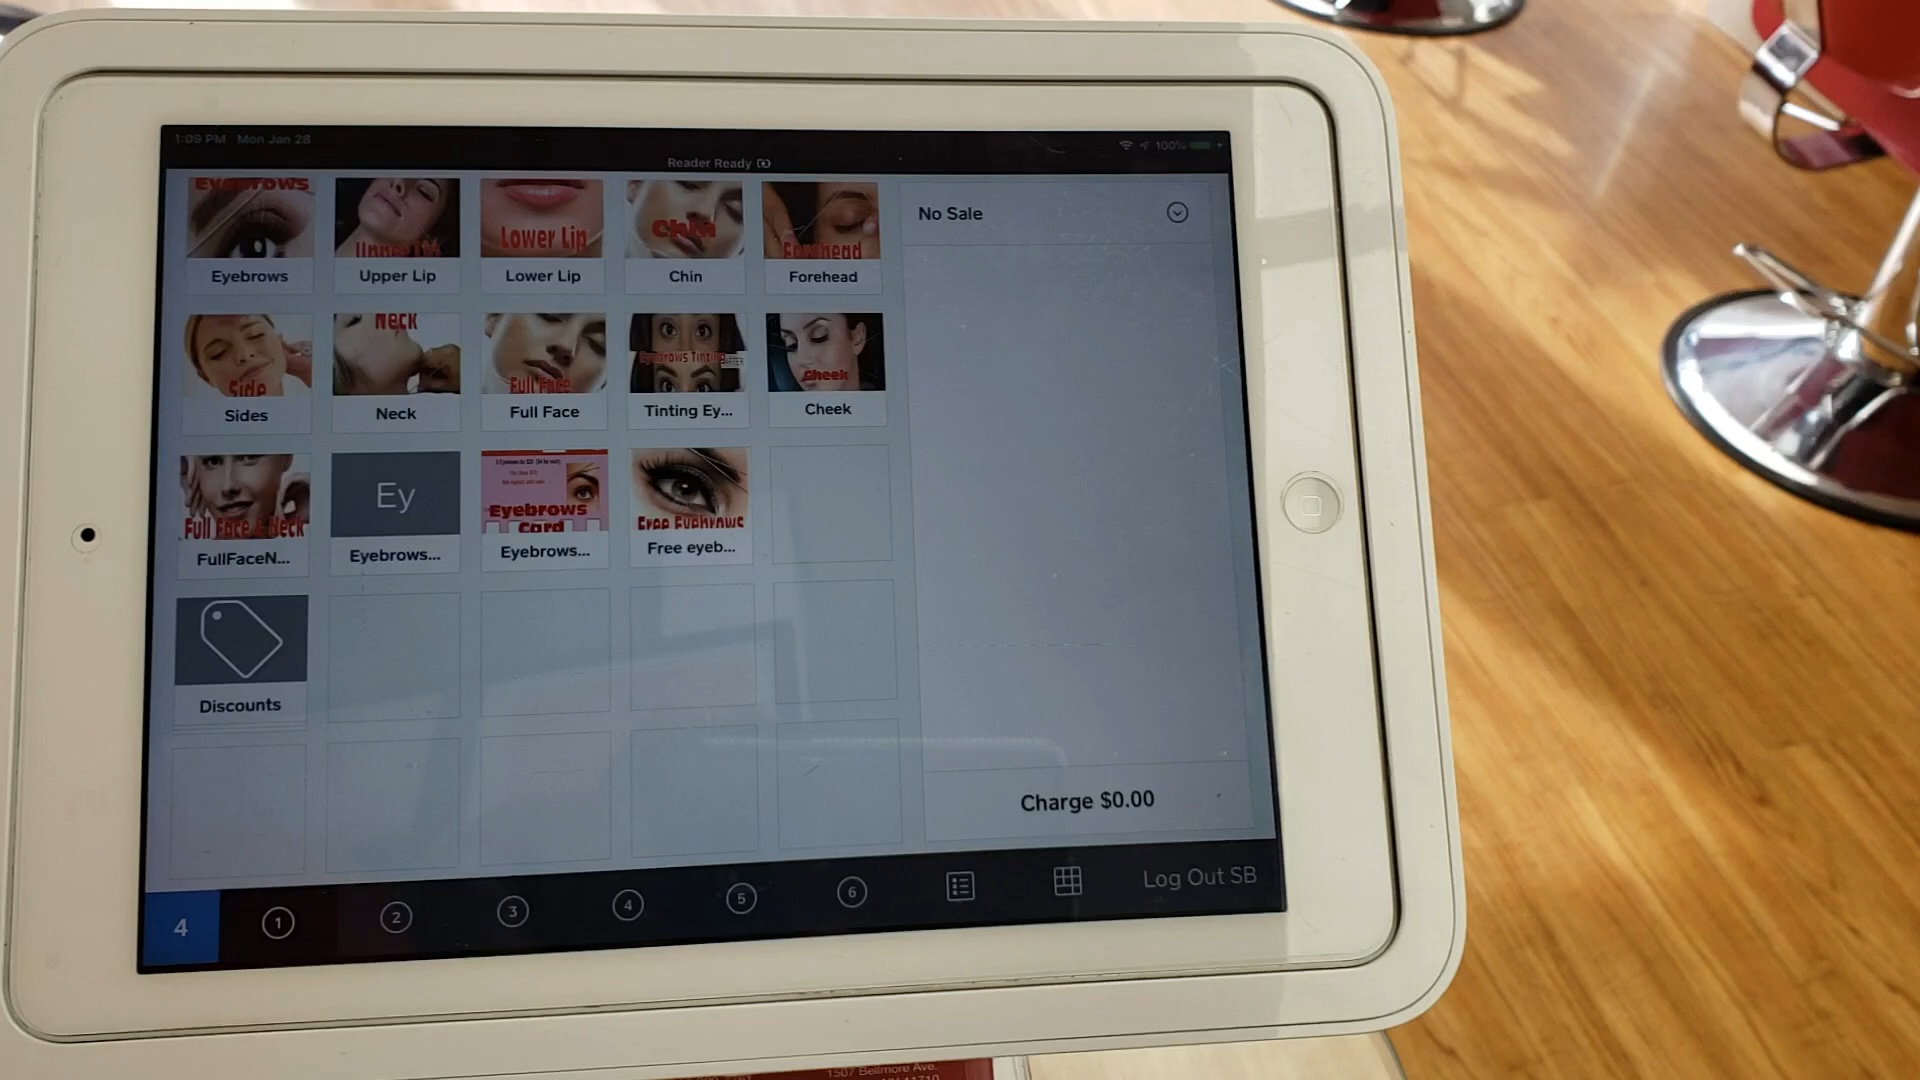 1:09 PM Mon Jan 28
100%
Reader Ready
Eyebrows
Lower Lip
Chin
Forehead
Eyebrows
Upper Lip
Lower Lip
Chin
Forehead
No Sale
Side
Neck
Full Face
Eyebrows Tinting
Cheek
Sides
Neck
Full Face
Tinting Ey...
Cheek
Full Face & Neck
Ey
Eyebrows
Card
Free Eyebrows
FullFaceN...
Eyebrows...
Eyebrows...
Free eyeb...
Discounts
Charge $0.00
4
1
2
3
4
5
6
Log Out SB
1507 Bellmore Ave.